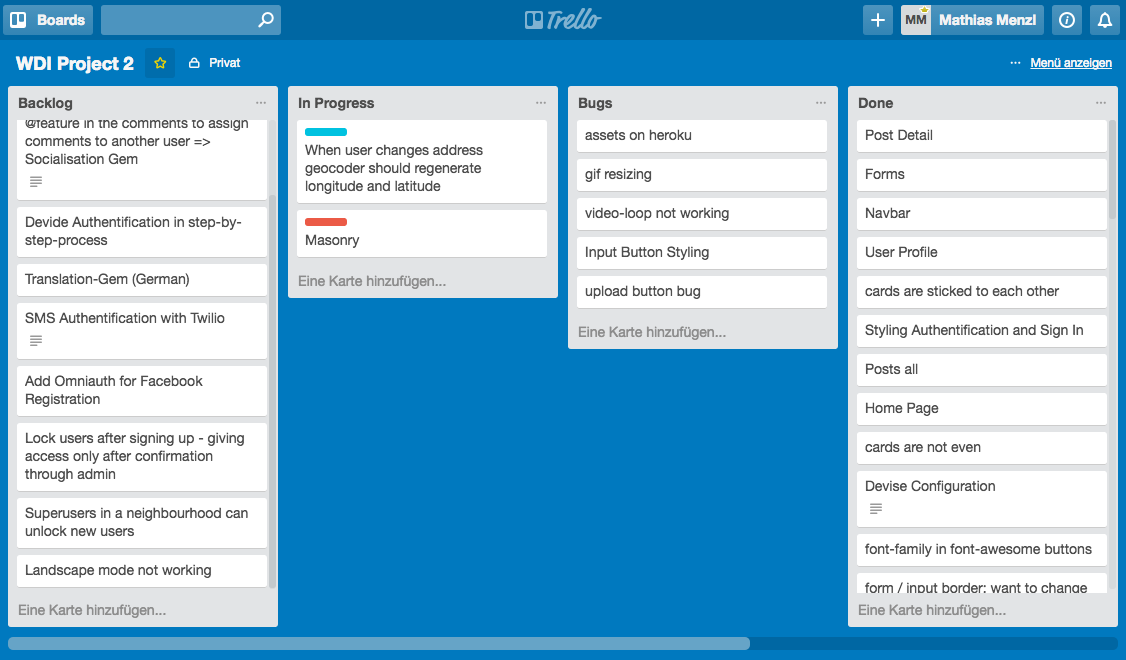 Boards
Trello
MM
Mathias Menzl
WDI Project 2
Privat
Menü anzeigen
Backlog
@feature in the comments to assign
comments to another user =>
Socialisation Gem
Devide Authentification in step-by-
step-process
Translation-Gem (German)
SMS Authentification with Twilio
Add Omniauth for Facebook
Registration
Lock users after signing up - giving
access only after confirmation
through admin
Superusers in a neighbourhood can
unlock new users
Landscape mode not working
Eine Karte hinzufügen...
In Progress
When user changes address
geocoder should regenerate
longitude and latitude
Masonry
Eine Karte hinzufügen...
Bugs
assets on heroku
gif resizing
video-loop not working
Input Button Styling
upload button bug
Eine Karte hinzufügen...
Done
Post Detail
Forms
Navbar
User Profile
cards are sticked to each other
Styling Authentification and Sign In
Posts all
Home Page
cards are not even
Devise Configuration
font-family in font-awesome buttons
form / input border: want to change
Eine Karte hinzufügen...